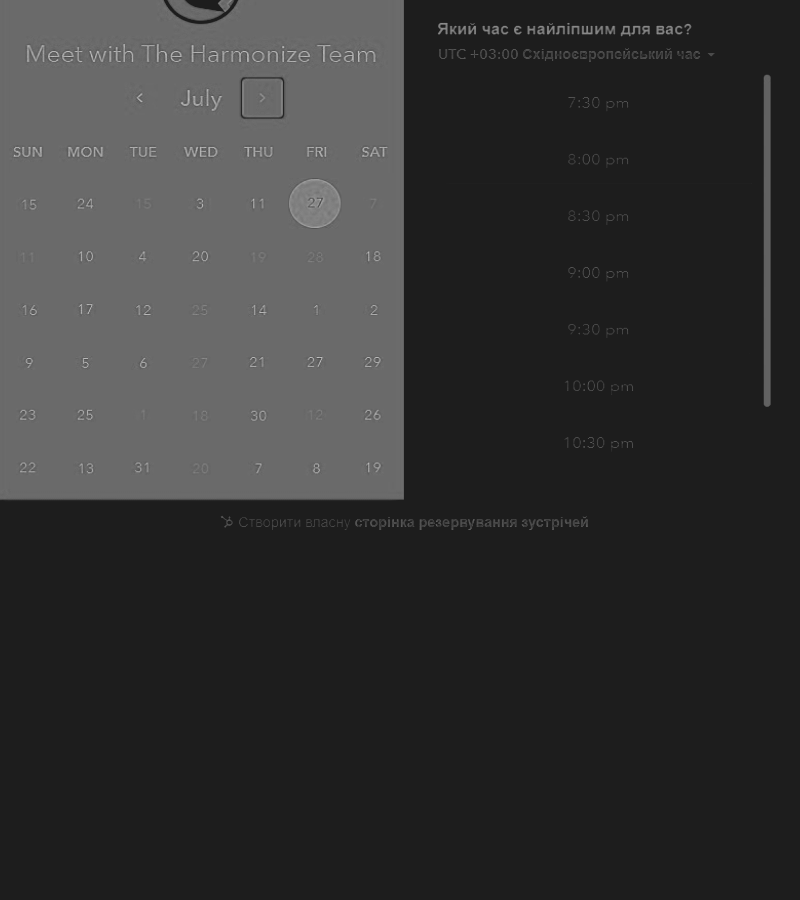 Meet with The Harmonize Team
July
SUN MON TUE WED THU FRI SAT
15 24 15 3 11 27 7
11 10 4 20 19 28 18
16 17 12 25 14 1 2
9 5 6 27 21 27 29
23 25 1 18 30 12 26
22 13 31 20 7 8 19
Який час є найліпшим для вас?
UTC +03:00 Східноєвропейський час
7:30 pm
8:00 pm
8:30 pm
9:00 pm
9:30 pm
10:00 pm
10:30 pm
Створити власну сторінка резервування зустрічей